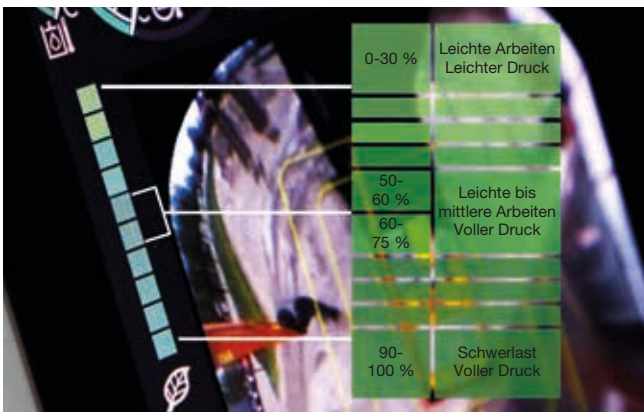 0-30 %
Leichte Arbeiten
Leichter Druck
50-
60 %
60-
75 %
Leichte bis
mittlere Arbeiten
Voller Druck
90-
100 %
Schwerlast
Voller Druck